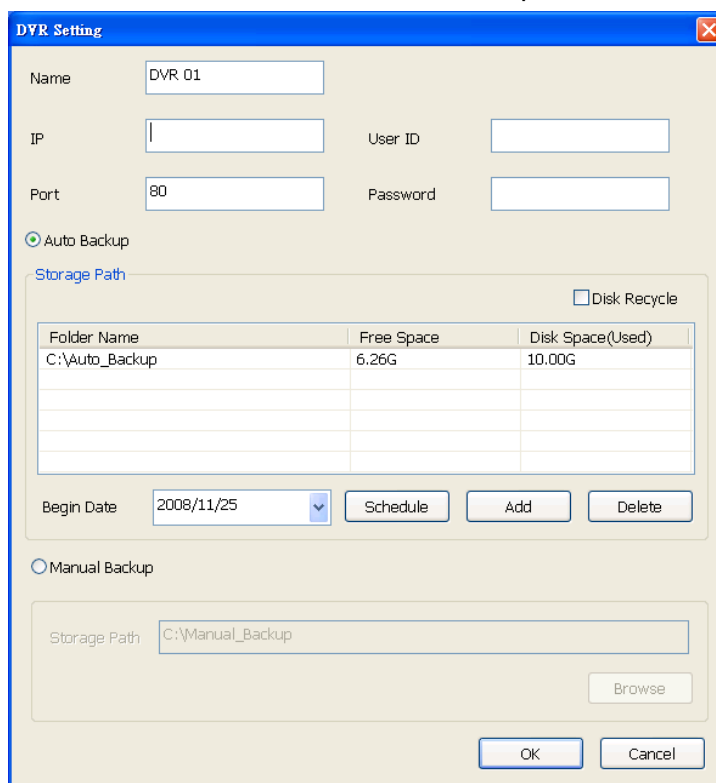 DVR Setting
Name DVR 01
IP User ID
Port 80 Password
Auto Backup
Storage Path
Disk Recycle
Folder Name Free Space Disk Space(Used)
C:\Auto_Backup 6.26G 10.00G
Begin Date 2008/11/25 Schedule Add Delete
Manual Backup
Storage Path C:\Manual_Backup
Browse
OK Cancel